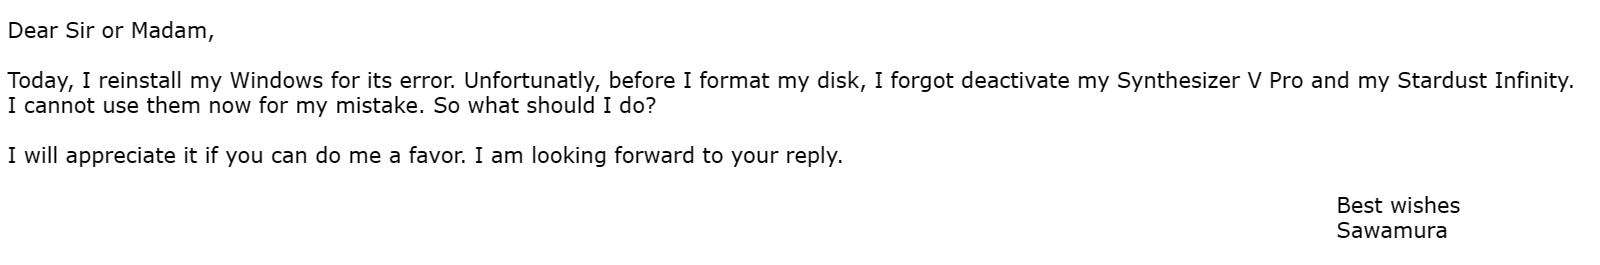 Dear Sir or Madam,
Today, I reinstall my Windows for its error. Unfortunatly, before I format my disk, I forgot deactivate my Synthesizer V Pro and my Stardust Infinity.
I cannot use them now for my mistake. So what should I do?
I will appreciate it if you can do me a favor. I am looking forward to your reply.
Best wishes
Sawamura